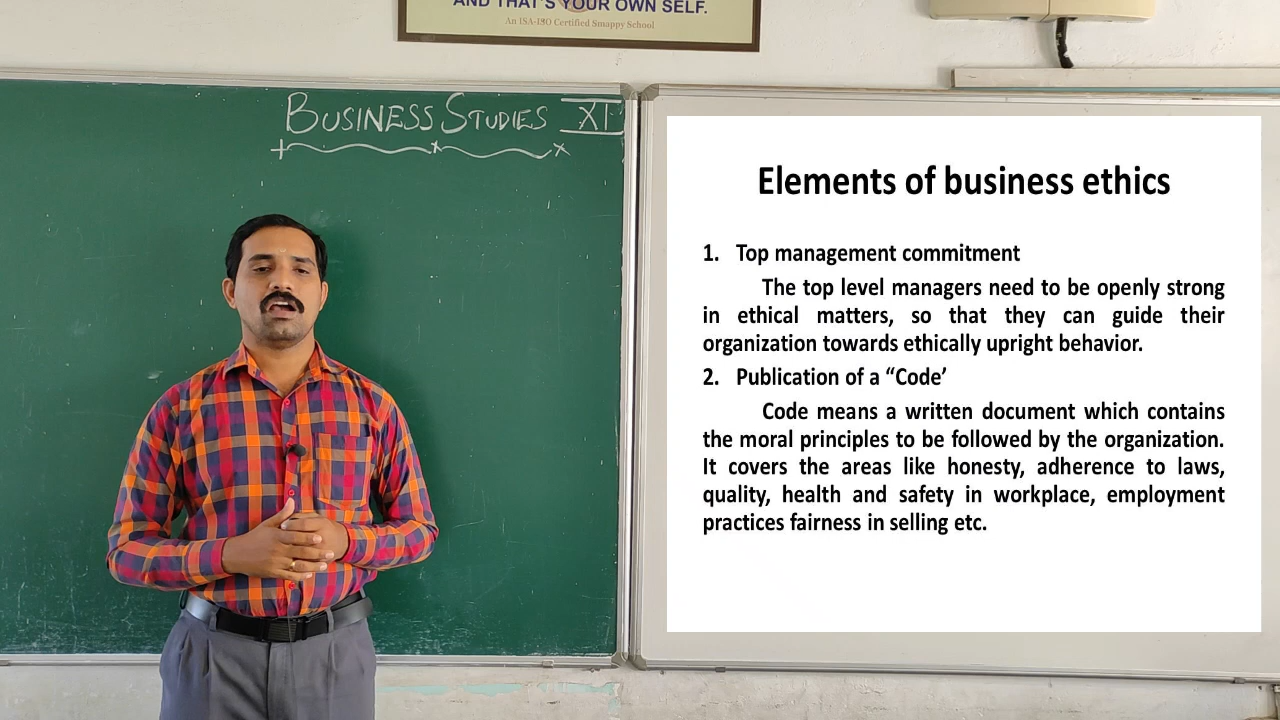 AND THAT'S YOUR OWN SELF.
An ISA-ISO Certified Smappy School
BUSINESS STUDIES XI
Elements of business ethics
1. Top management commitment
The top level managers need to be openly strong
in ethical matters, so that they can guide their
organization towards ethically upright behavior.
2. Publication of a “Code’
Code means a written document which contains
the moral principles to be followed by the organization.
It covers the areas like honesty, adherence to laws,
quality, health and safety in workplace, employment
practices fairness in selling etc.